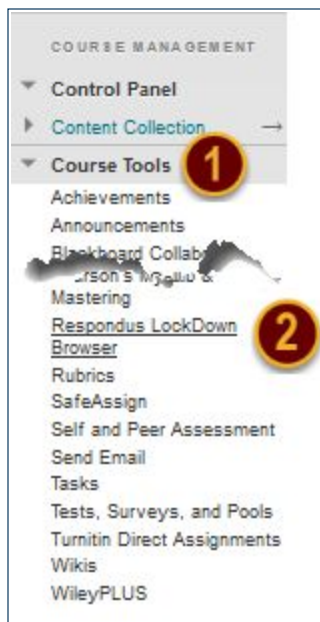 COURSE MANAGEMENT
Control Panel
Content Collection →
Course Tools 1
Achievements
Announcements
Blackboard
Mastering
Respondus LockDown 2
Browser
Rubrics
SafeAssign
Self and Peer Assessment
Send Email
Tasks
Tests, Surveys, and Pools
Turnitin Direct Assignments
Wikis
WileyPLUS